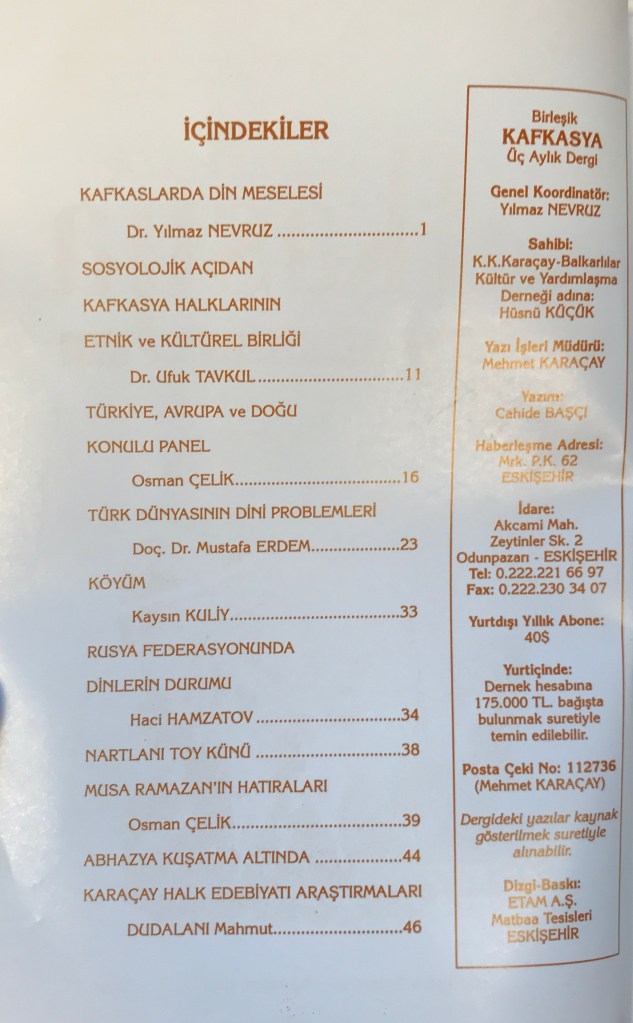 İÇİNDEKİLER
KAFKASLARDA DİN MESELESİ
Dr. Yılmaz NEVRUZ ................................1
SOSYOLOJİK AÇIDAN
KAFKASYA HALKLARININ
ETNİK ve KÜLTÜREL BİRLİĞİ
Dr. Ufuk TAVKUL .................................11
TÜRKİYE, AVRUPA ve DOĞU
KONULU PANEL
Osman ÇELİK......................................16
TÜRK DÜNYASININ DİNİ PROBLEMLERİ
Doç. Dr. Mustafa ERDEM....................23
KÖYÜM
Kaysın KULİY ......................................33
RUSYA FEDERASYONUNDA
DİNLERİN DURUMU
Haci HAMZATOV ................................34
NARTLANI TOY KÜNÜ ................................38
MUSA RAMAZAN'IN HATIRALARI
Osman ÇELİK......................................39
ABHAZYA KUŞATMA ALTINDA ...................44
KARAÇAY HALK EDEBİYATI ARAŞTIRMALARI
DUDALANI Mahmut.............................46
Birleşik
KAFKASYA
Üç Aylık Dergi
Genel Koordinatör:
Yılmaz NEVRUZ
Sahibi:
K.K.Karaçay-Balkarlılar
Kültür ve Yardımlaşma
Derneği adına:
Hüsnü KÜÇÜK
Yazı İşleri Müdürü:
Mehmet KARAÇAY
Yazım:
Cahide BAŞÇI
Haberleşme Adresi:
Mrk. P.K. 62
ESKİŞEHİR
İdare:
Akcami Mah.
Zeytinler Sk. 2
Odunpazarı - ESKİŞEHİR
Tel: 0.222.221 66 97
Fax: 0.222.230 34 07
Yurtdışı Yıllık Abone:
40$
Yurtiçinde:
Dernek hesabına
175.000 TL. bağışta
bulunmak suretiyle
temin edilebilir.
Posta Çeki No: 112736
(Mehmet KARAÇAY)
Dergideki yazılar kaynak
gösterilmek suretiyle
alınabilir.
Dizgi-Baskı:
ETAM A.Ş.
Matbaa Tesisleri
ESKİŞEHİR